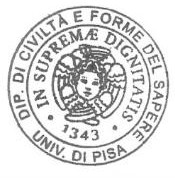 DIP. DI CIVILTÀ E FORME DEL SAPERE
UNIV. DI PISA
IN SUPREMÆ DIGNITATIS
· 1343 ·